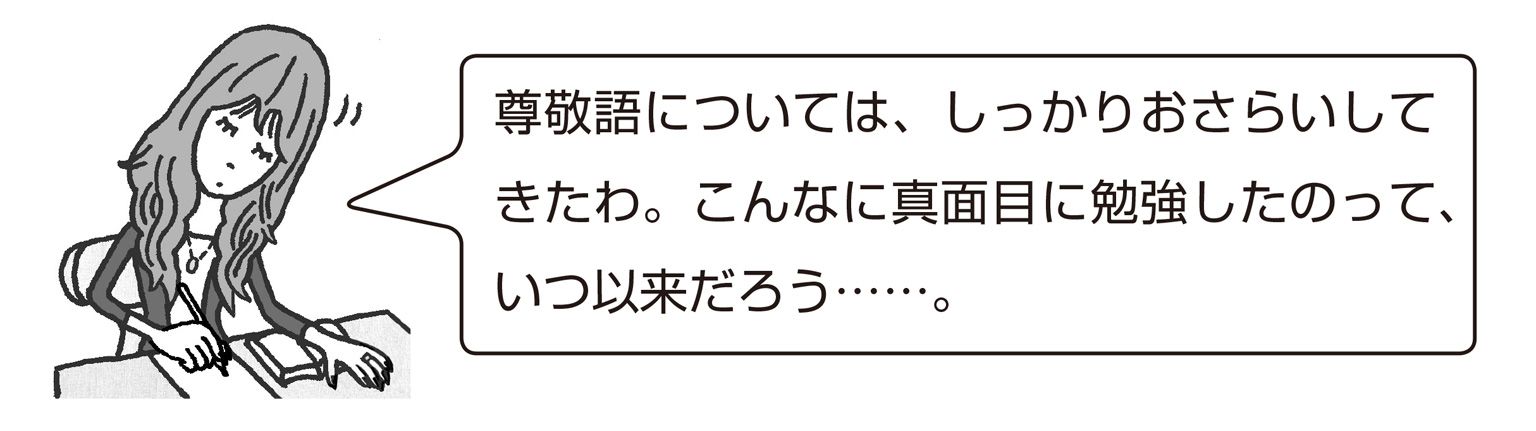 尊敬語については、しっかりおさらいして
きたわ。こんなに真面目に勉強したのって、
いつ以来だろう……。